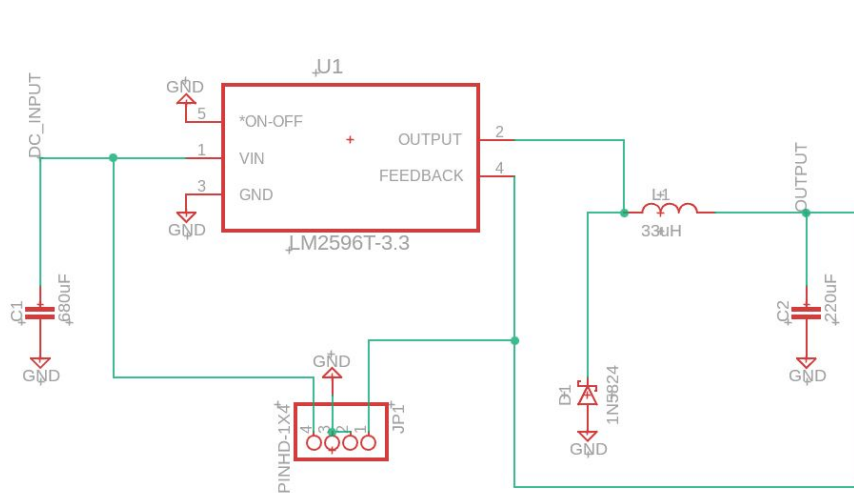 U1
GND
DC_INPUT
5
*ON-OFF
OUTPUT
2
1
VIN
FEEDBACK
4
3
GND
GND
LM2596T-3.3
L1
33uH
OUTPUT
C1
680uF
GND
C2
220uF
GND
GND
PINHD-1X4
4
3
2
1
JP1
D1
1N5824
GND